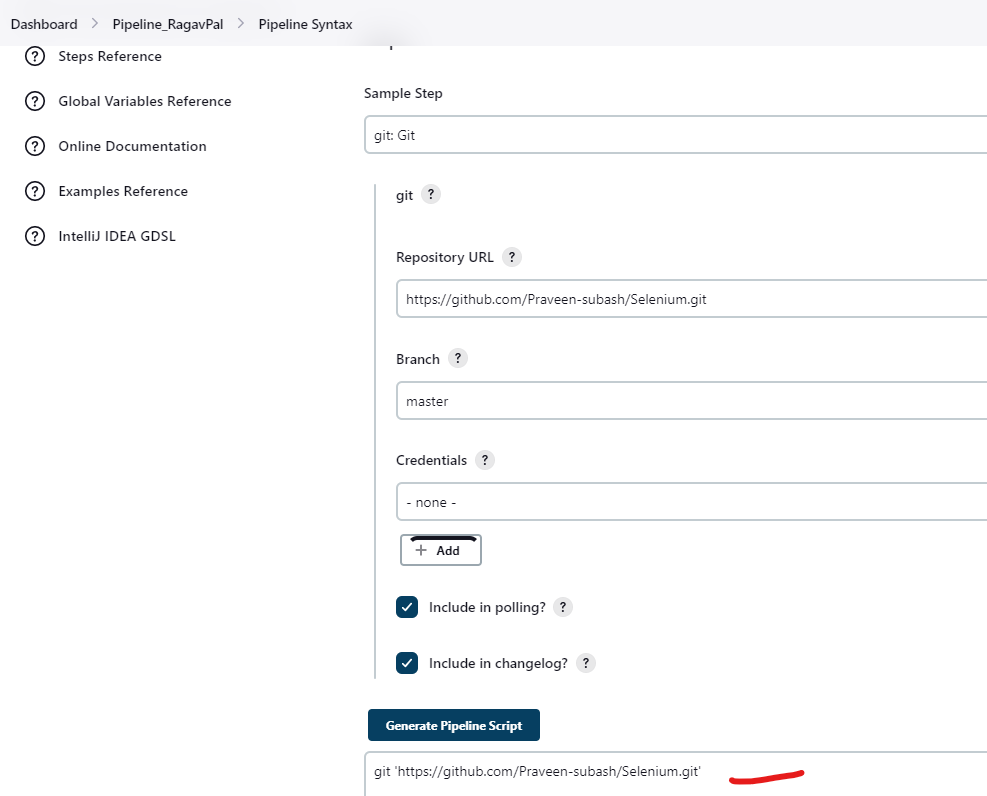 Dashboard > Pipeline_RagavPal > Pipeline Syntax
? Steps Reference
? Global Variables Reference
? Online Documentation
? Examples Reference
? IntelliJ IDEA GDSL
Sample Step
git: Git
git ?
Repository URL ?
https://github.com/Praveen-subash/Selenium.git
Branch ?
master
Credentials ?
- none -
+ Add
Include in polling? ?
Include in changelog? ?
Generate Pipeline Script
git 'https://github.com/Praveen-subash/Selenium.git'